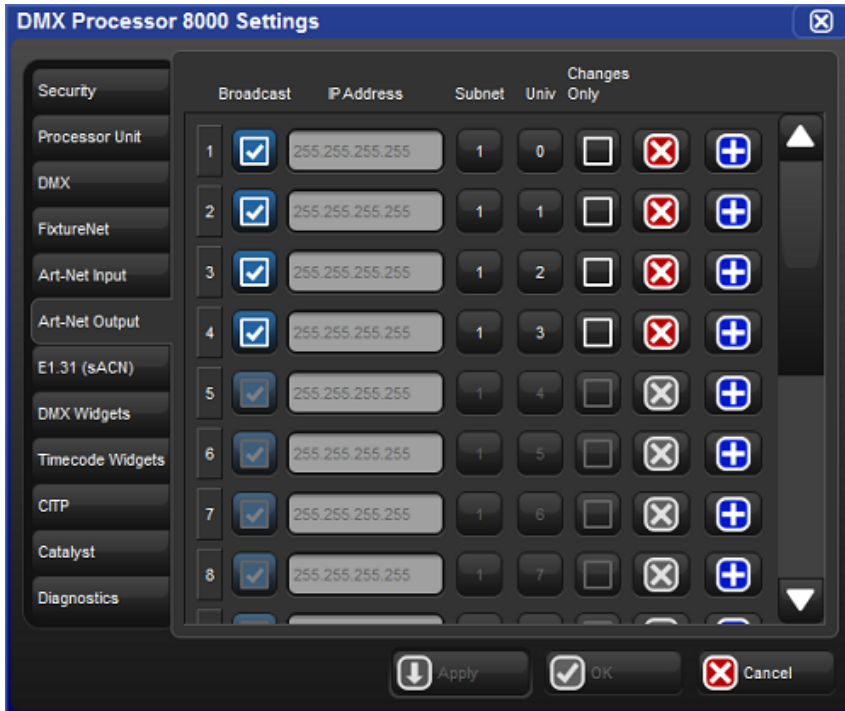 DMX Processor 8000 Settings
Security
Processor Unit
DMX
FixtureNet
Art-Net Input
Art-Net Output
E1.31 (sACN)
DMX Widgets
Timecode Widgets
CITP
Catalyst
Diagnostics
Broadcast IP Address Subnet Univ Changes Only
1 255.255.255.255 1 0
2 255.255.255.255 1 1
3 255.255.255.255 1 2
4 255.255.255.255 1 3
5 255.255.255.255 1 4
6 255.255.255.255 1 5
7 255.255.255.255 1 6
8 255.255.255.255 1 7
Apply OK Cancel